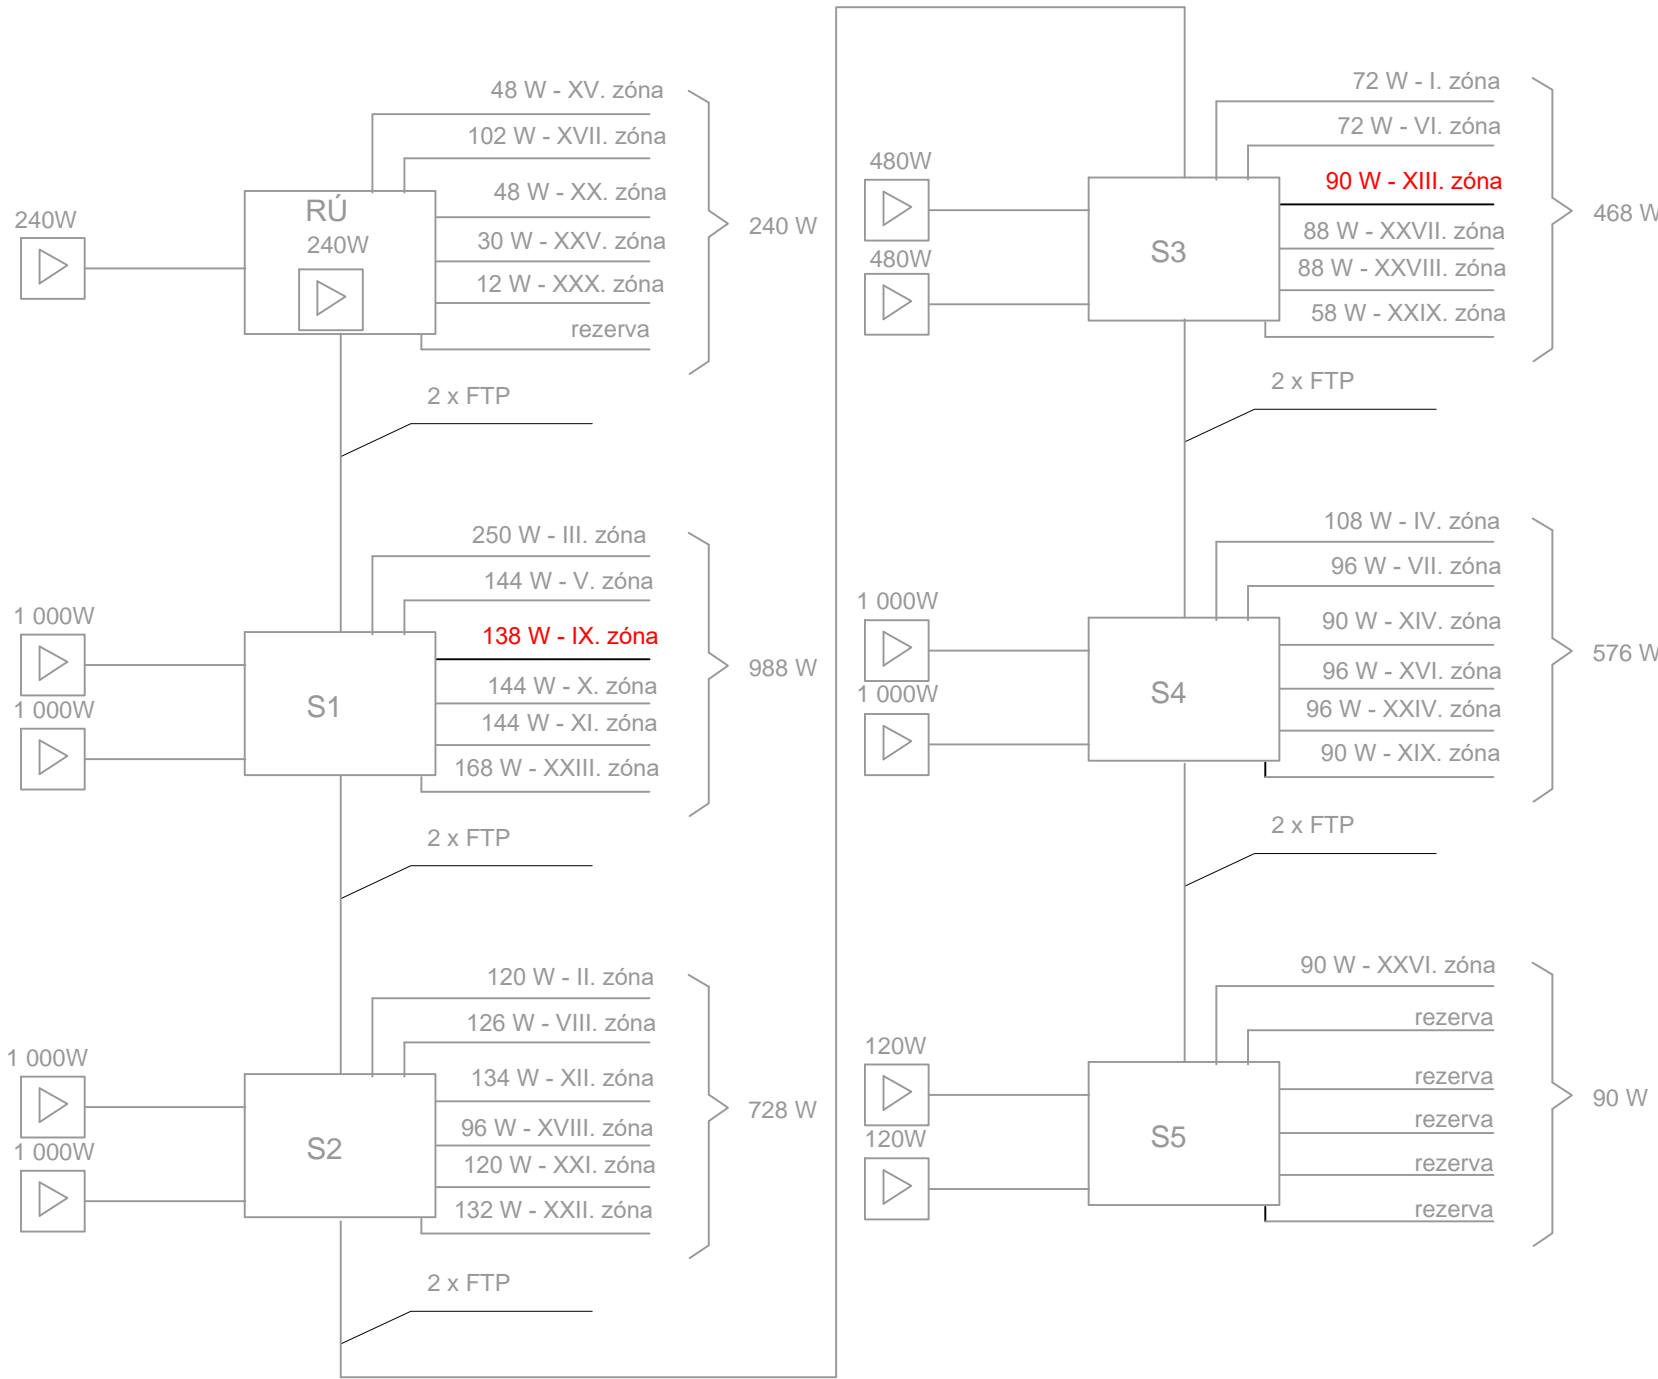 48 W - XV. zóna
102 W - XVII. zóna
48 W - XX. zóna
30 W - XXV. zóna
12 W - XXX. zóna
rezerva
240 W
240W
RÚ
240W
2 x FTP
250 W - III. zóna
144 W - V. zóna
138 W - IX. zóna
144 W - X. zóna
144 W - XI. zóna
168 W - XXIII. zóna
988 W
1 000W
1 000W
S1
2 x FTP
120 W - II. zóna
126 W - VIII. zóna
134 W - XII. zóna
96 W - XVIII. zóna
120 W - XXI. zóna
132 W - XXII. zóna
728 W
1 000W
1 000W
S2
2 x FTP
72 W - I. zóna
72 W - VI. zóna
90 W - XIII. zóna
88 W - XXVII. zóna
88 W - XXVIII. zóna
58 W - XXIX. zóna
468 W
480W
480W
S3
2 x FTP
108 W - IV. zóna
96 W - VII. zóna
90 W - XIV. zóna
96 W - XVI. zóna
96 W - XXIV. zóna
90 W - XIX. zóna
576 W
1 000W
1 000W
S4
2 x FTP
90 W - XXVI. zóna
rezerva
rezerva
rezerva
rezerva
rezerva
90 W
120W
120W
S5